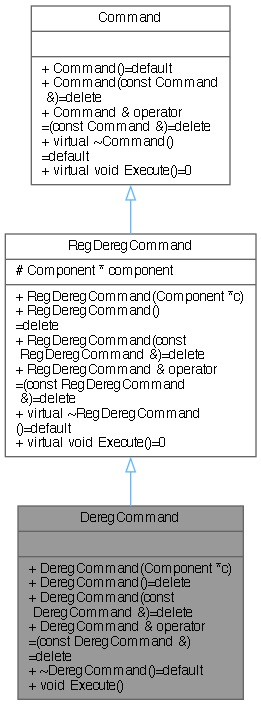 Command
+ Command()=default
+ Command(const Command
&)=delete
+ Command & operator
=(const Command &)=delete
+ virtual ~Command()
=default
+ virtual void Execute()=0
RegDeregCommand
# Component * component
+ RegDeregCommand(Component *c)
+ RegDeregCommand()
=delete
+ RegDeregCommand(const
RegDeregCommand &)=delete
+ RegDeregCommand & operator
=(const RegDeregCommand
&)=delete
+ virtual ~RegDeregCommand
()=default
+ virtual void Execute()=0
DeregCommand
+ DeregCommand(Component *c)
+ DeregCommand()=delete
+ DeregCommand(const
DeregCommand &)=delete
+ DeregCommand & operator
=(const DeregCommand &)
=delete
+ ~DeregCommand()=default
+ void Execute()